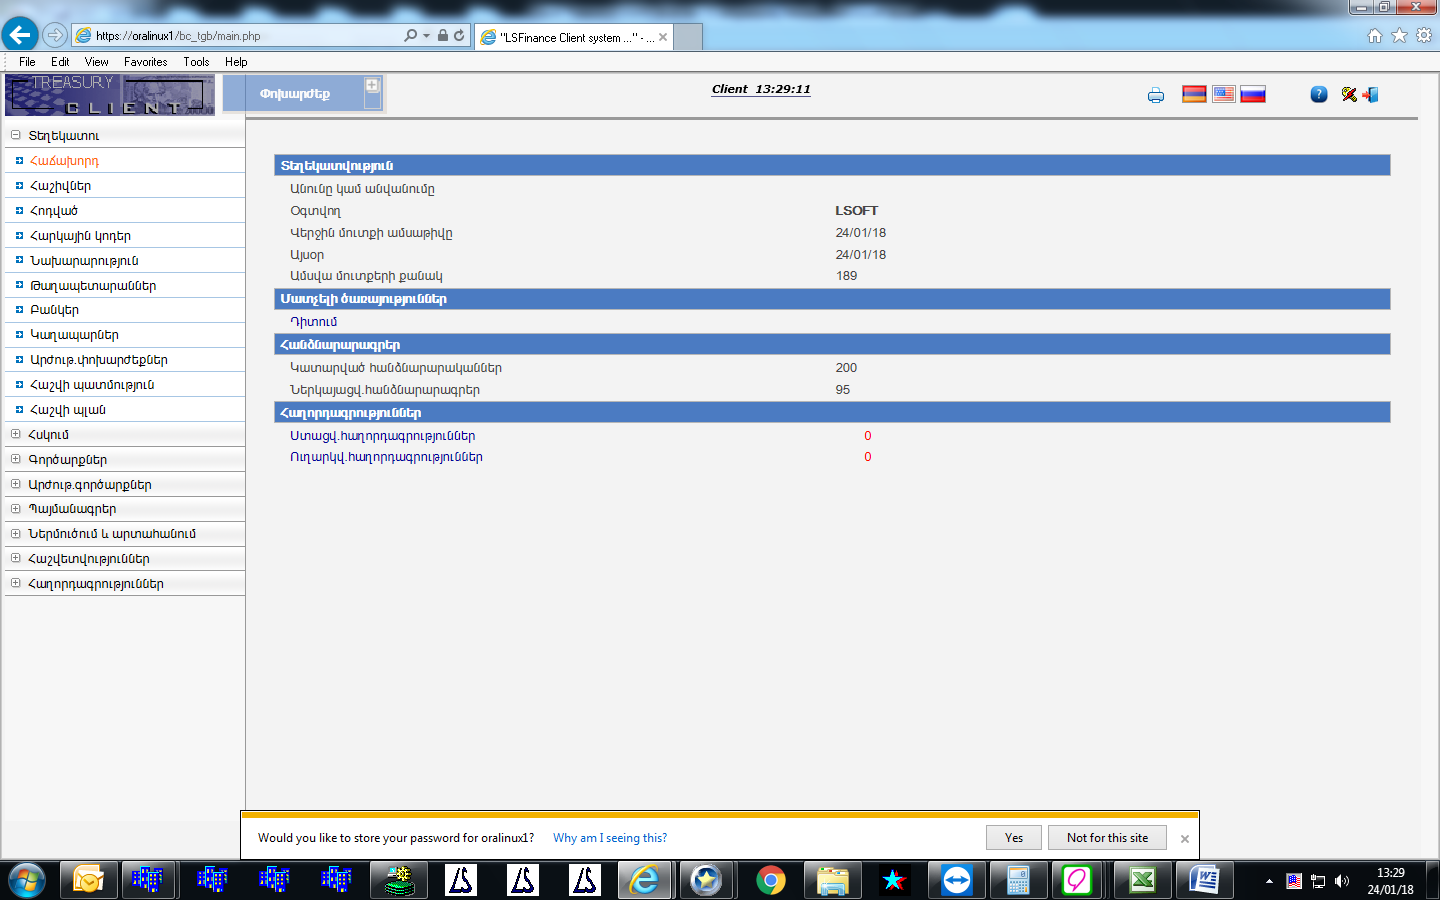 https://oralinux1/bc_tgb/main.php
"LSFinance Client system ..." - ...
File Edit View Favorites Tools Help
TREASURY
CLIENT
Փոխարժեք
Client 13:29:11
Տեղեկատու
Հաճախորդ
Հաշիվներ
Հոդված
Հարկային կոդեր
Նախարարություն
Թաղապետարաններ
Բանկեր
Կաղապարներ
Արժութ.փոխարժեքներ
Հաշվի պատմություն
Հաշվի պլան
Հսկում
Գործարքներ
Արժութ.գործարքներ
Պայմանագրեր
Ներմուծում և արտահանում
Հաշվետվություններ
Հաղորդագրություններ
Տեղեկատվություն
Անունը կամ անվանումը
Օգտվող LSOFT
Վերջին մուտքի ամսաթիվը 24/01/18
Այսօր 24/01/18
Ամսվա մուտքերի քանակ 189
Մատչելի ծառայություններ
Դիտում
Հանձնարարագրեր
Կատարված հանձնարարականներ 200
Ներկայացվ.հանձնարարագրեր 95
Հաղորդագրություններ
Ստացվ.հաղորդագրություններ 0
Ուղարկվ.հաղորդագրություններ 0
Would you like to store your password for oralinux1? Why am I seeing this? Yes Not for this site
13:29
24/01/18